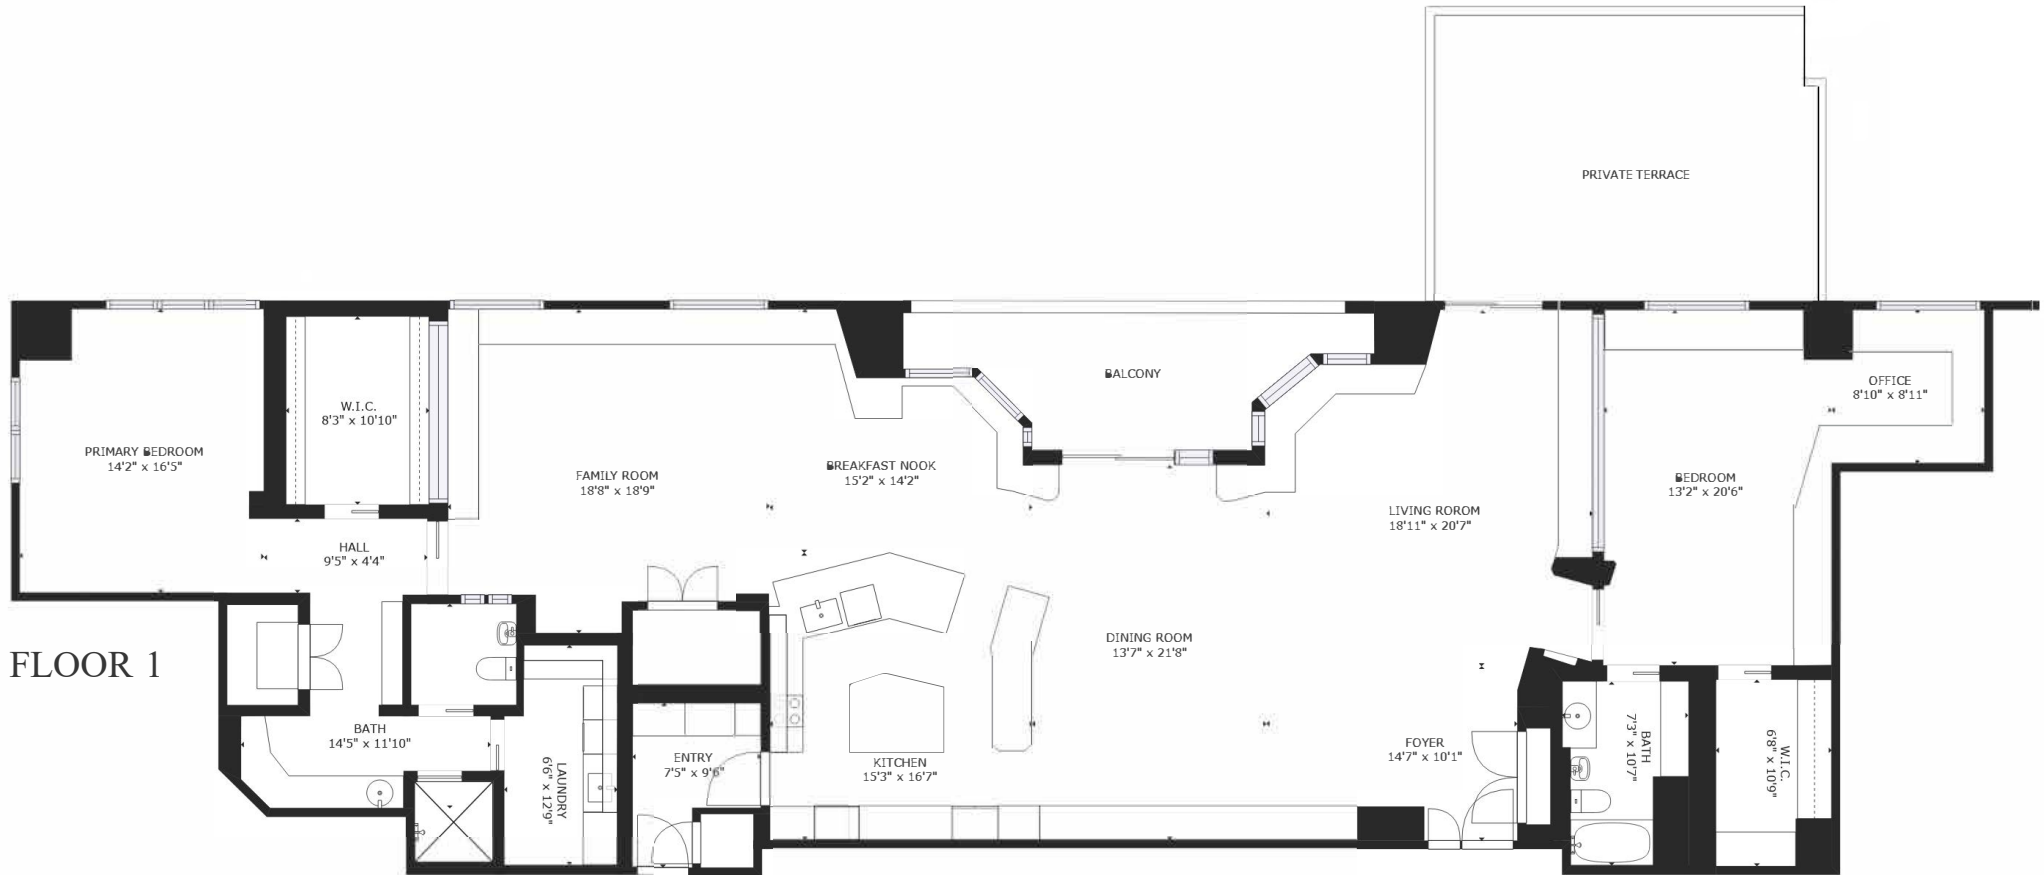 PRIVATE TERRACE
BALCONY
OFFICE
8'10" x 8'11"
W.I.C.
8'3" x 10'10"
PRIMARY BEDROOM
14'2" x 16'5"
FAMILY ROOM
18'8" x 18'9"
BREAKFAST NOOK
15'2" x 14'2"
BEDROOM
13'2" x 20'6"
LIVING ROROM
18'11" x 20'7"
HALL
9'5" x 4'4"
DINING ROOM
13'7" x 21'8"
FLOOR 1
BATH
14'5" x 11'10"
LAUNDRY
6'6" x 12'9"
ENTRY
7'5" x 9'6"
KITCHEN
15'3" x 16'7"
FOYER
14'7" x 10'1"
BATH
7'3" x 10'7"
W.I.C.
6'8" x 10'9"